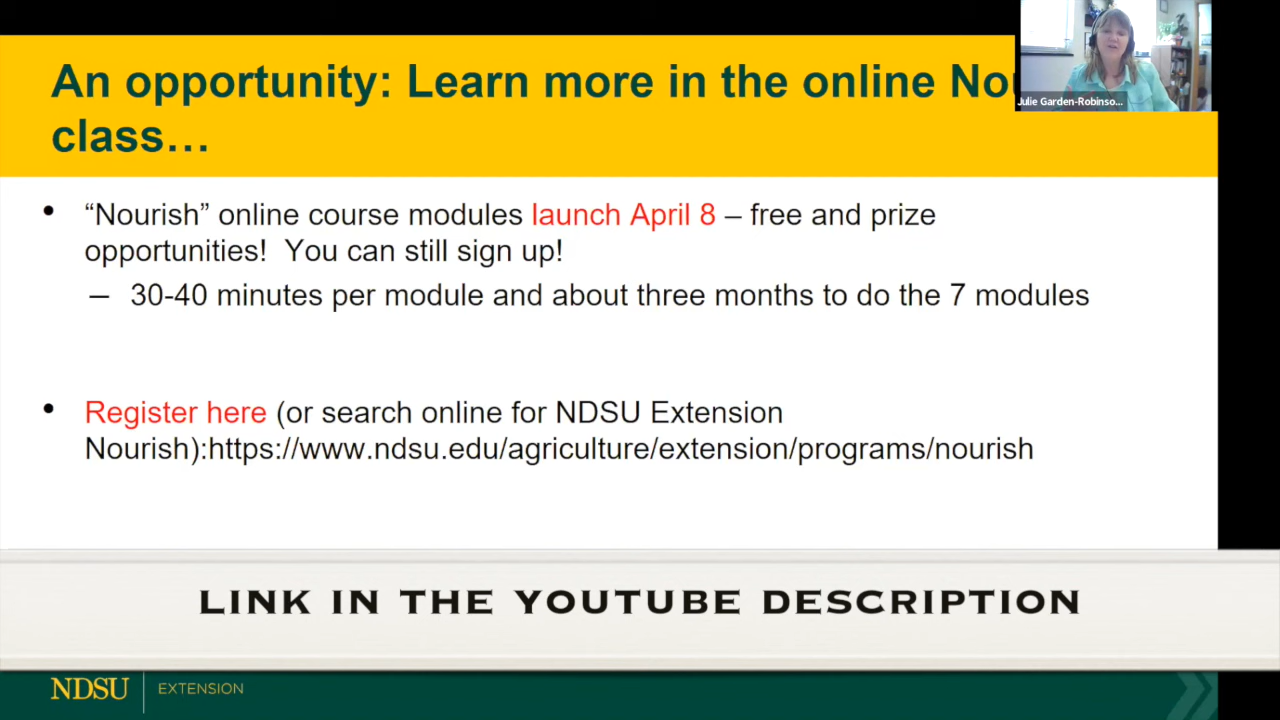 An opportunity: Learn more in the online
class…
Julie Garden-Robinso...
• “Nourish” online course modules launch April 8 – free and prize
opportunities!  You can still sign up!
– 30-40 minutes per module and about three months to do the 7 modules
• Register here (or search online for NDSU Extension
Nourish):https://www.ndsu.edu/agriculture/extension/programs/nourish
LINK IN THE YOUTUBE DESCRIPTION
NDSU EXTENSION